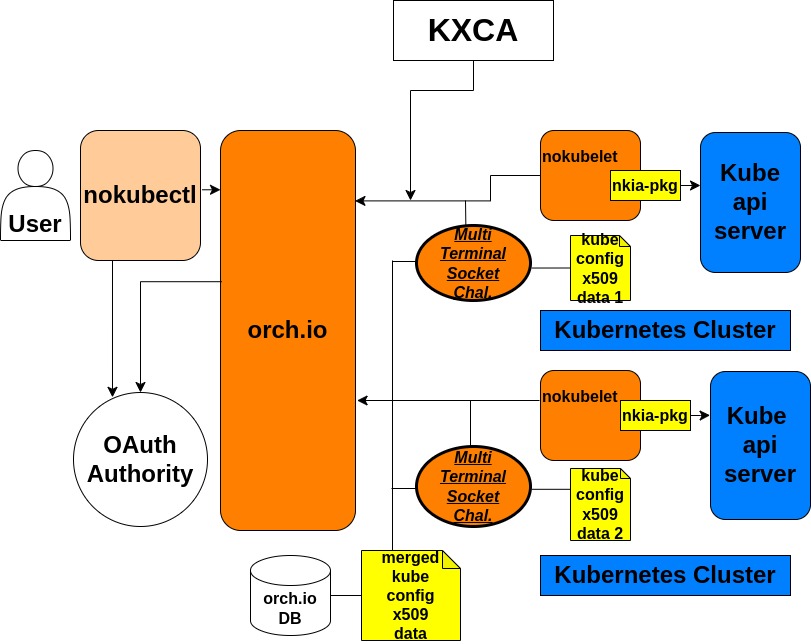 KXCA
User
nokubectl
orch.io
OAuth
Authority
nokubelet
nkia-pkg
Kube
api
server
Multi
Terminal
Socket
Chal.
kube
config
x509
data 1
Kubernetes Cluster
nokubelet
nkia-pkg
Kube
api
server
Multi
Terminal
Socket
Chal.
kube
config
x509
data 2
Kubernetes Cluster
orch.io
DB
merged
kube
config
x509
data